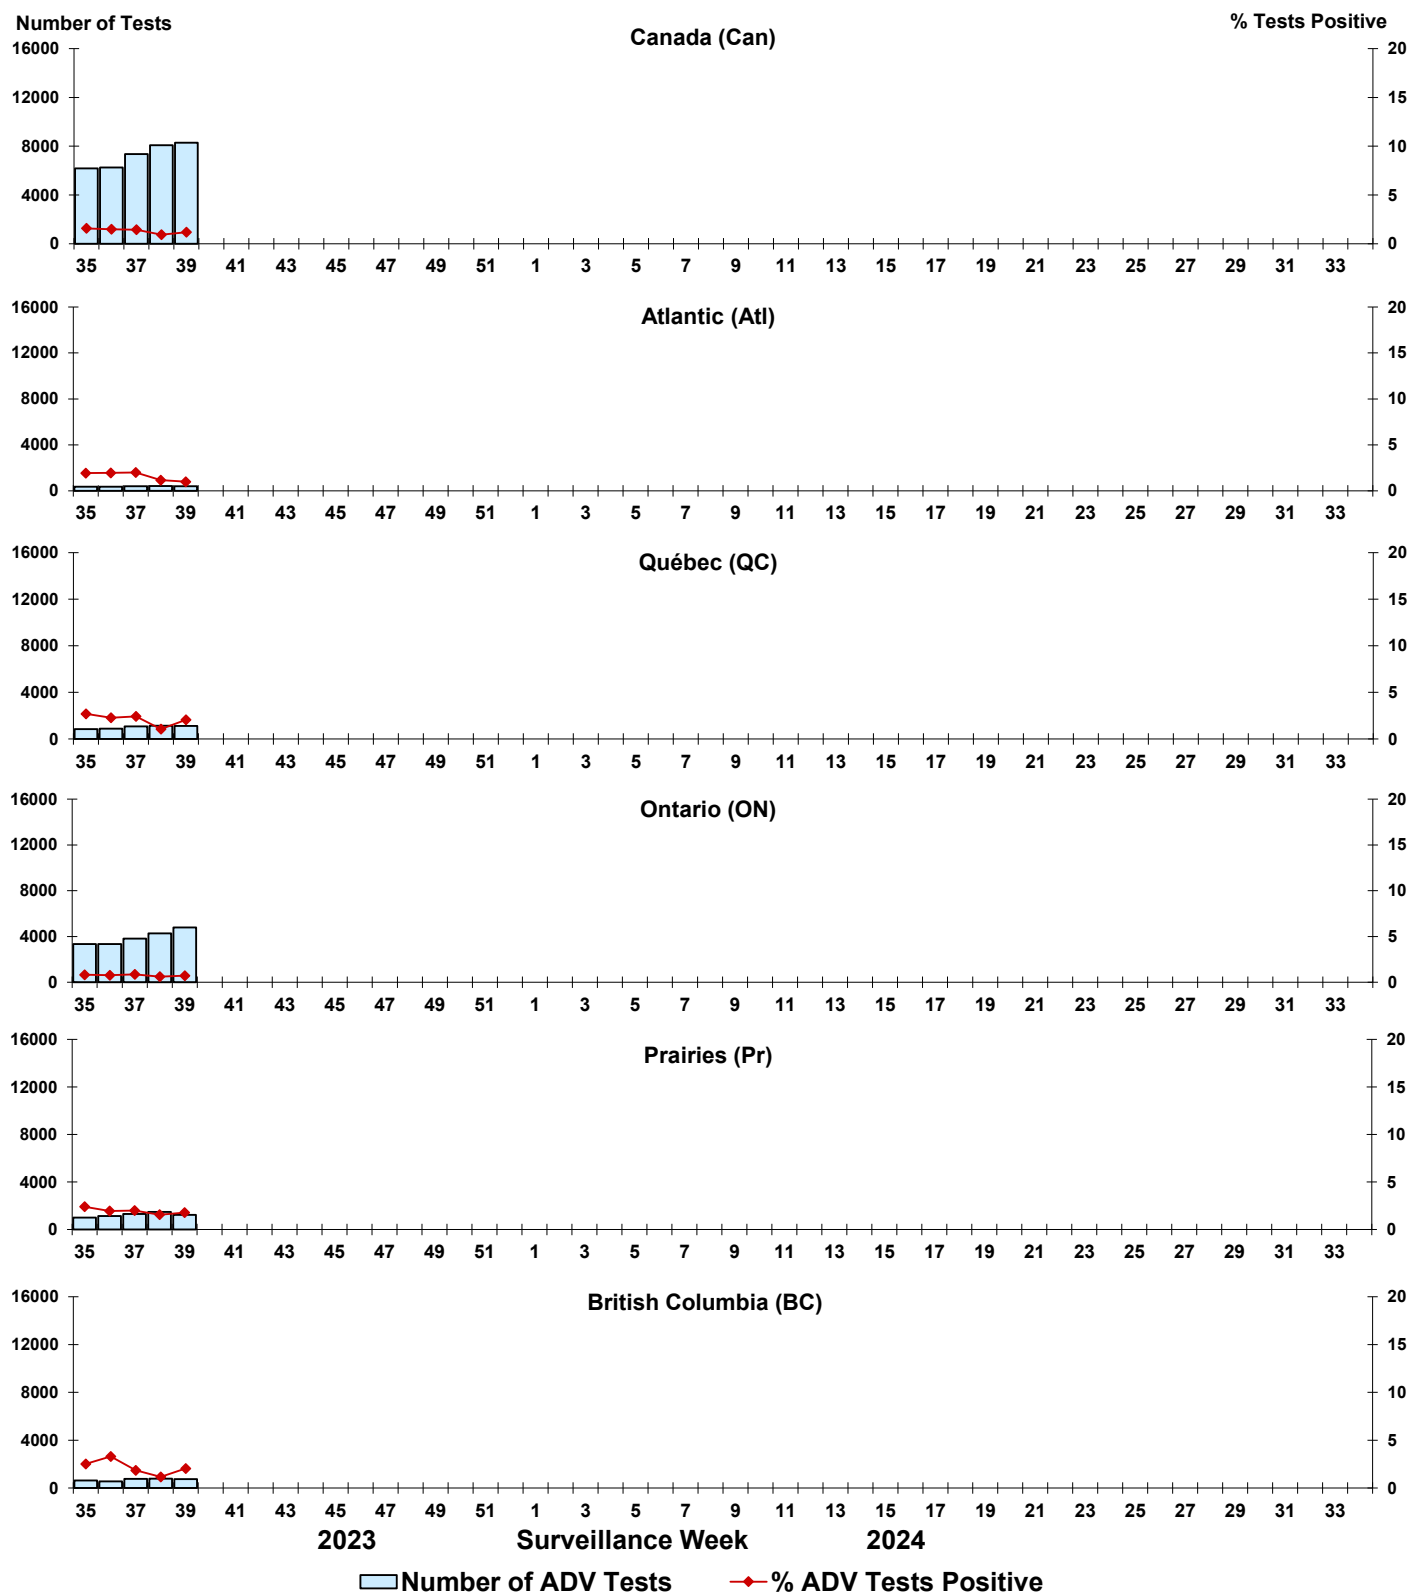 Number of Tests
Canada (Can)
% Tests Positive
16000 20
12000 15
8000 10
4000 5
0 0
35 37 39 41 43 45 47 49 51 1 3 5 7 9 11 13 15 17 19 21 23 25 27 29 31 33
Atlantic (Atl)
16000 20
12000 15
8000 10
4000 5
0 0
35 37 39 41 43 45 47 49 51 1 3 5 7 9 11 13 15 17 19 21 23 25 27 29 31 33
Québec (QC)
16000 20
12000 15
8000 10
4000 5
0 0
35 37 39 41 43 45 47 49 51 1 3 5 7 9 11 13 15 17 19 21 23 25 27 29 31 33
Ontario (ON)
16000 20
12000 15
8000 10
4000 5
0 0
35 37 39 41 43 45 47 49 51 1 3 5 7 9 11 13 15 17 19 21 23 25 27 29 31 33
Prairies (Pr)
16000 20
12000 15
8000 10
4000 5
0 0
35 37 39 41 43 45 47 49 51 1 3 5 7 9 11 13 15 17 19 21 23 25 27 29 31 33
British Columbia (BC)
16000 20
12000 15
8000 10
4000 5
0 0
35 37 39 41 43 45 47 49 51 1 3 5 7 9 11 13 15 17 19 21 23 25 27 29 31 33
2023 Surveillance Week 2024
Number of ADV Tests % ADV Tests Positive